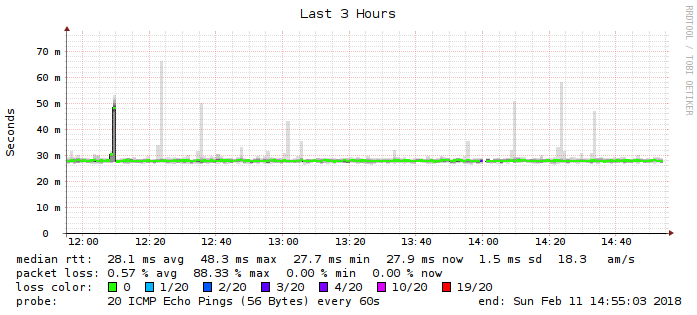 Last 3 Hours
RRDTOOL / TOBI OETIKER
Seconds
70 m
60 m
50 m
40 m
30 m
20 m
10 m
0
12:00 12:20 12:40 13:00 13:20 13:40 14:00 14:20 14:40
median rtt: 28.1 ms avg 48.3 ms max 27.7 ms min 27.9 ms now 1.5 ms sd 18.3 am/s
packet loss: 0.57 % avg 88.33 % max 0.00 % min 0.00 % now
loss color: 0 1/20 2/20 3/20 4/20 10/20 19/20
probe: 20 ICMP Echo Pings (56 Bytes) every 60s end: Sun Feb 11 14:55:03 2018